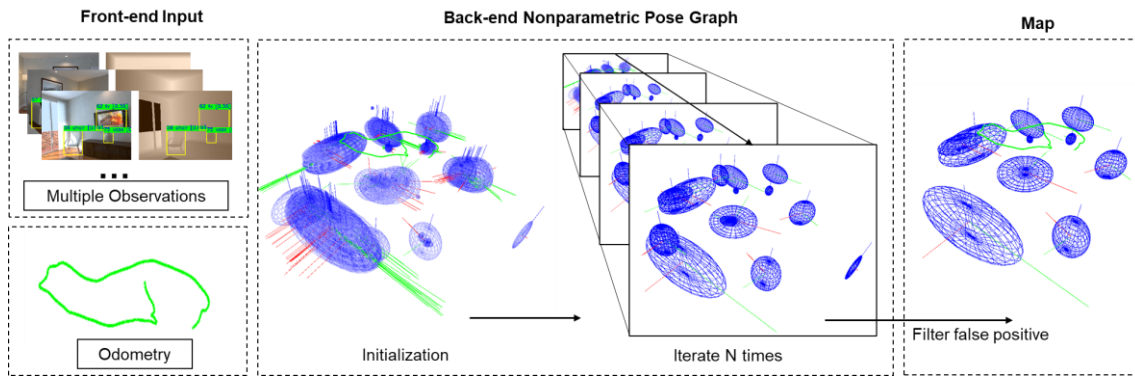 Front-end Input
Back-end Nonparametric Pose Graph
Map
...
Multiple Observations
Odometry
Initialization
Iterate N times
Filter false positive